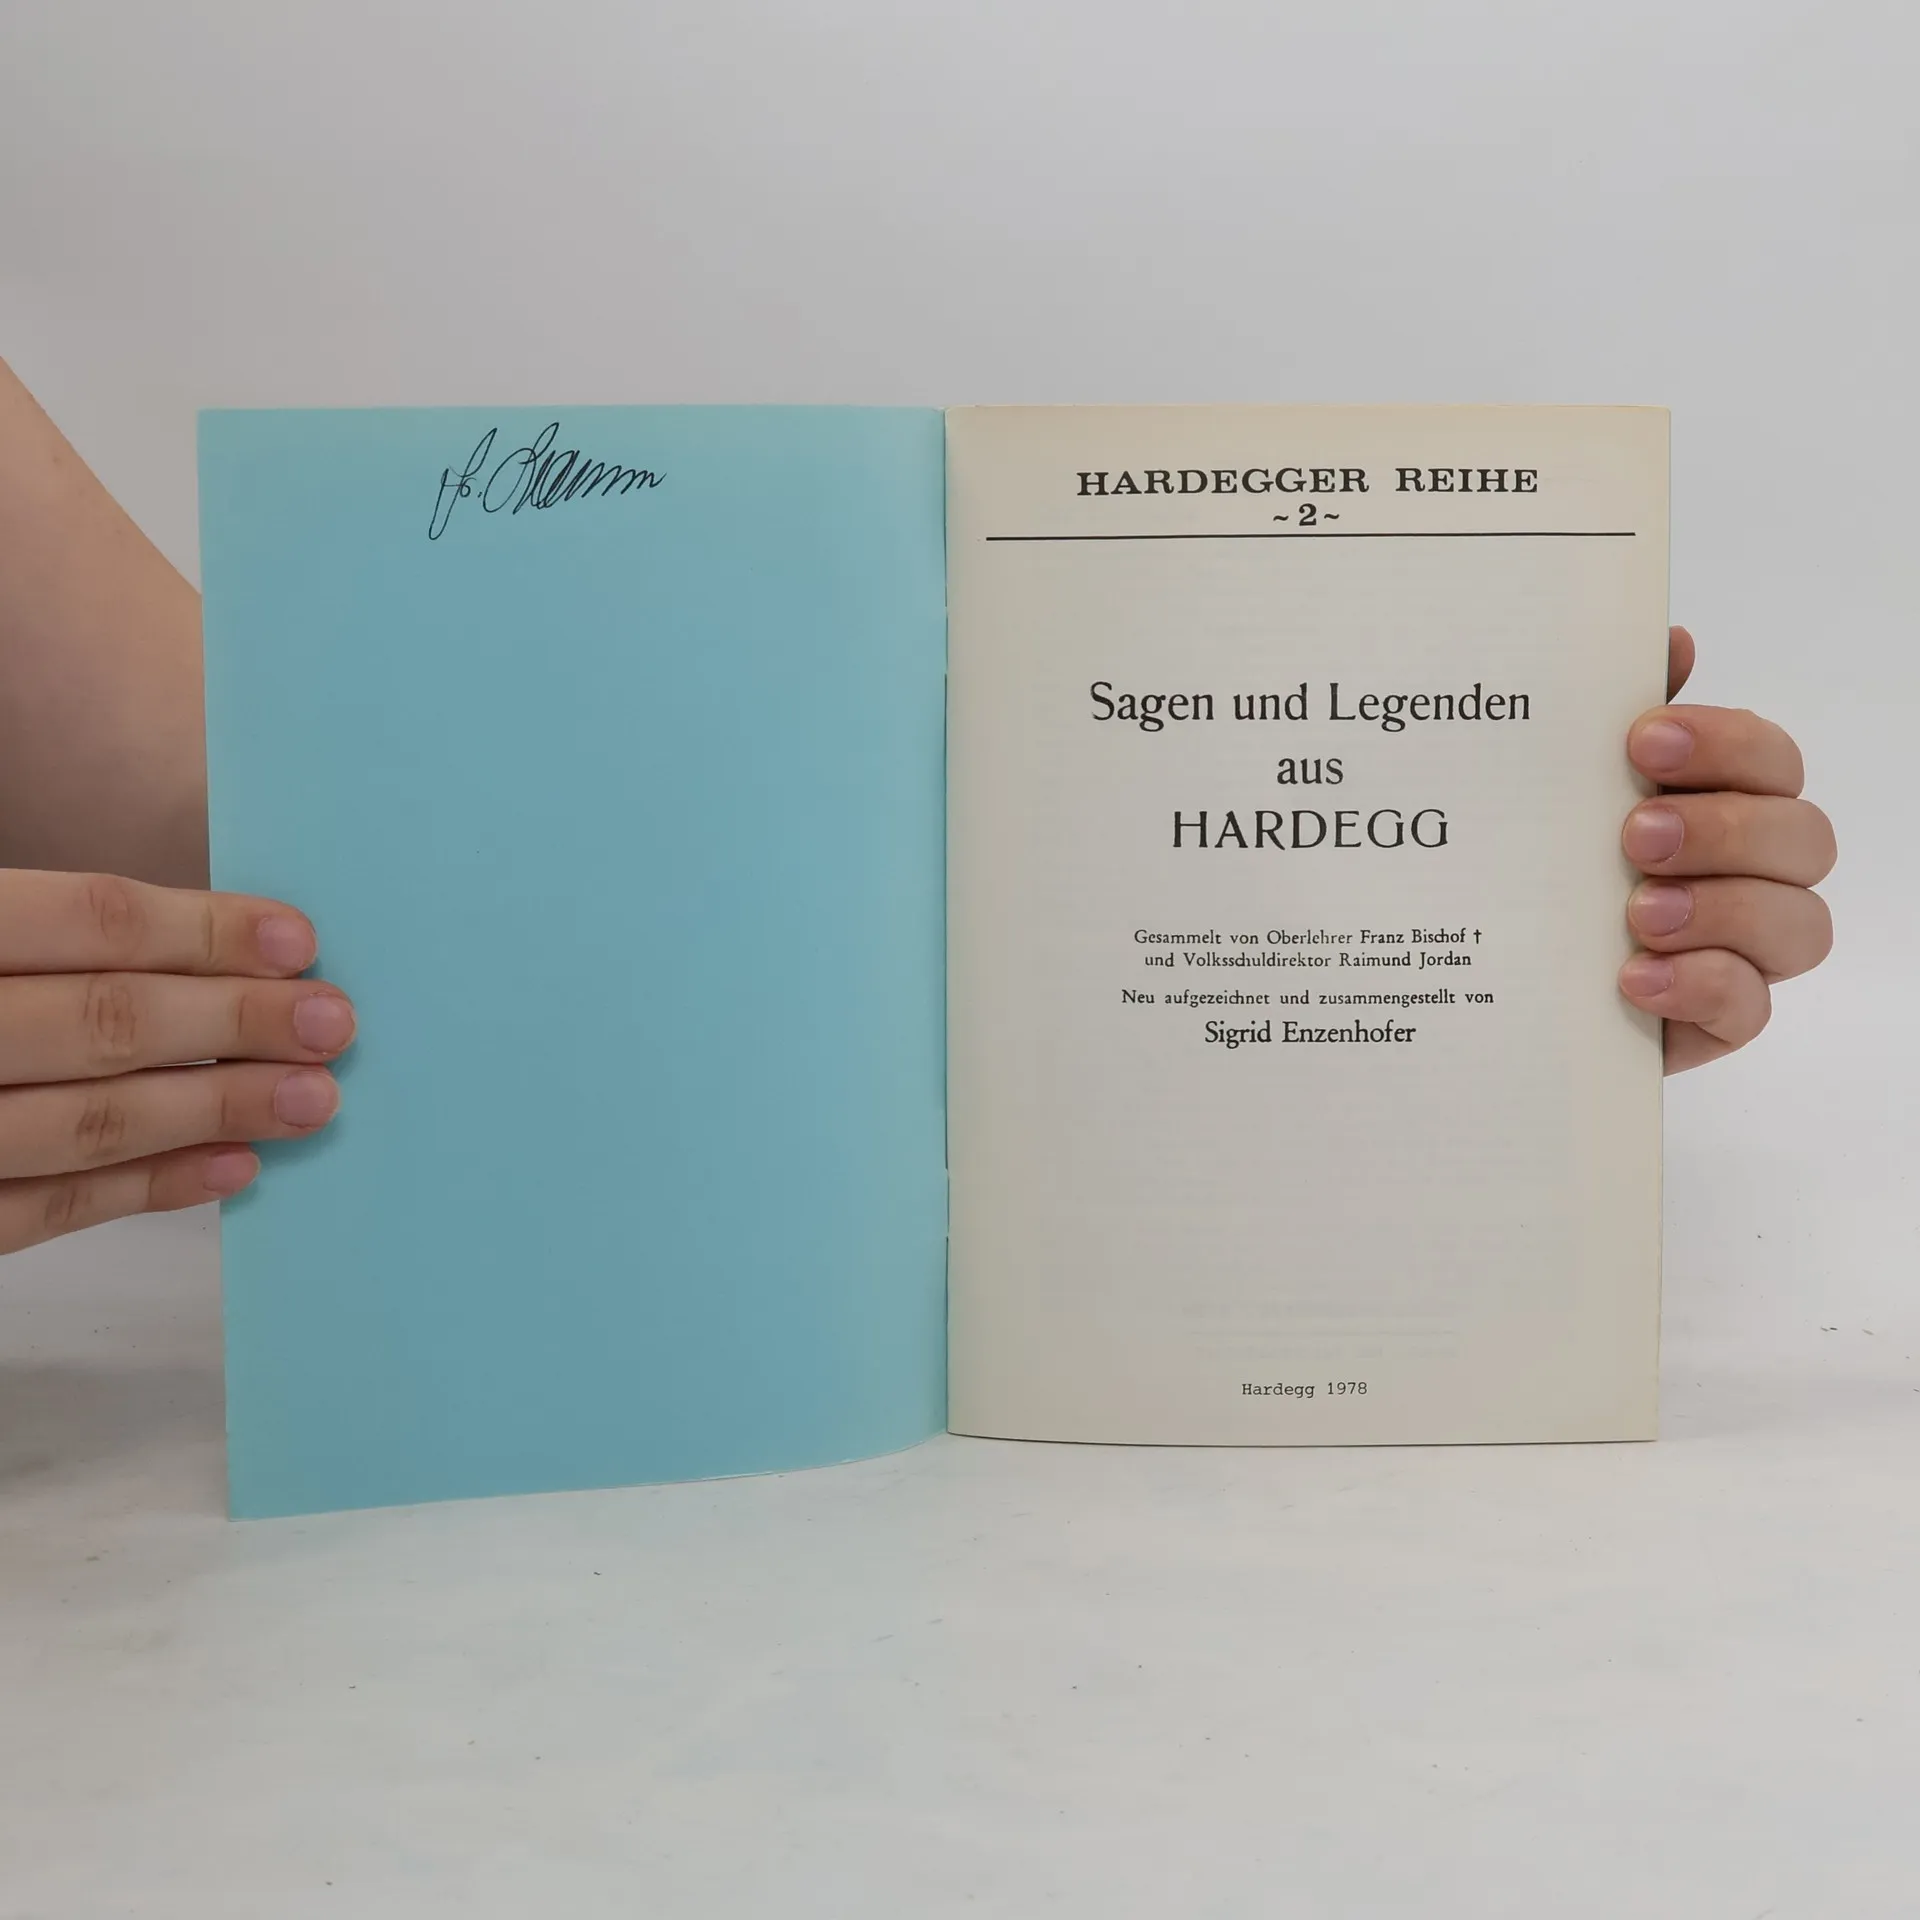 HARDEGGER REIHE
~2~
Sagen und Legenden
aus
HARDEGG
Gesammelt von Oberlehrer Franz Bischof †
und Volksschuldirektor Raimund Jordan
Neu aufgezeichnet und zusammengestellt von
Sigrid Enzenhofer
Hardegg 1978